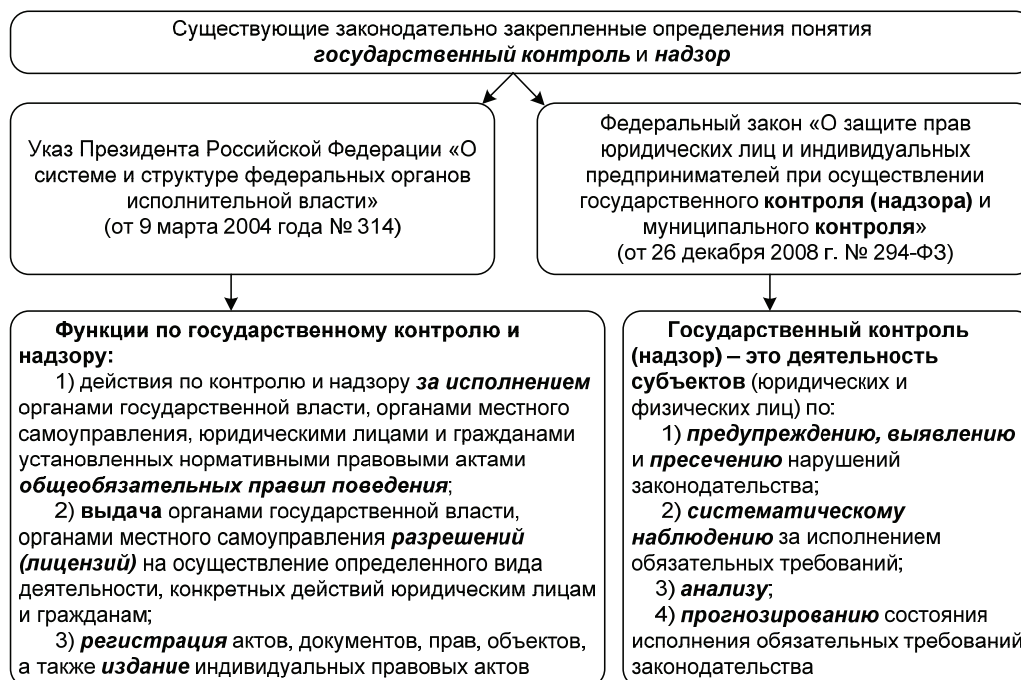 Существующие законодательно закрепленные определения понятия
государственный контроль и надзор
Указ Президента Российской Федерации «О
системе и структуре федеральных органов
исполнительной власти»
(от 9 марта 2004 года № 314)
Федеральный закон «О защите прав
юридических лиц и индивидуальных
предпринимателей при осуществлении
государственного контроля (надзора) и
муниципального контроля»
(от 26 декабря 2008 г. № 294-ФЗ)
Функции по государственному контролю и
надзору:
1) действия по контролю и надзору за исполнением
органами государственной власти, органами местного
самоуправления, юридическими лицами и гражданами
установленных нормативными правовыми актами
общеобязательных правил поведения;
2) выдача органами государственной власти,
органами местного самоуправления разрешений
(лицензий) на осуществление определенного вида
деятельности, конкретных действий юридическим лицам
и гражданам;
3) регистрация актов, документов, прав, объектов,
а также издание индивидуальных правовых актов
Государственный контроль
(надзор) – это деятельность
субъектов (юридических и
физических лиц) по:
1) предупреждению, выявлению
и пресечению нарушений
законодательства;
2) систематическому
наблюдению за исполнением
обязательных требований;
3) анализу;
4) прогнозированию состояния
исполнения обязательных требований
законодательства